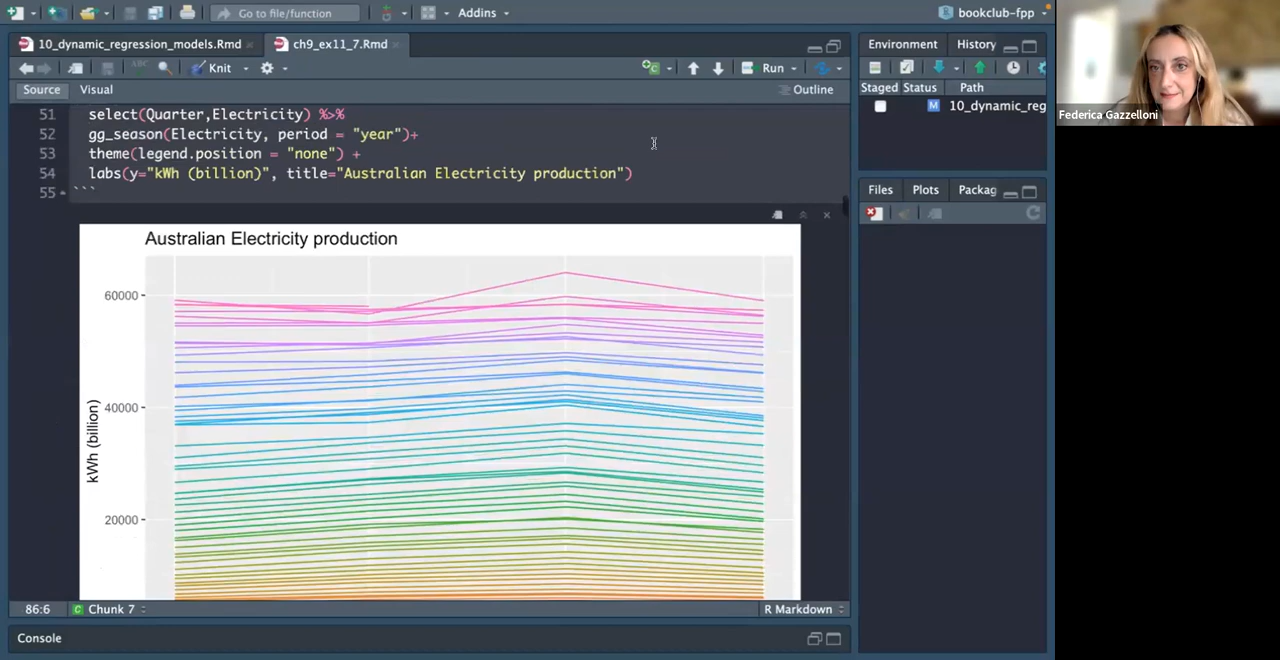 Go to file/function
Addins
bookclub-fpp
10_dynamic_regression_models.Rmd
ch9_ex11_7.Rmd
Environment
History
ABC
Knit
Run
Source
Visual
Outline
Staged Status Path
M 10_dynamic_reg
Federica Gazzelloni
51 select(Quarter,Electricity) %>%
52 gg_season(Electricity, period = "year")+
53 theme(legend.position = "none") +
54 labs(y="kWh (billion)", title="Australian Electricity production")
55 ```
Files
Plots
Packag
Australian Electricity production
60000
40000
20000
kWh (billion)
86:6
C Chunk 7
R Markdown
Console